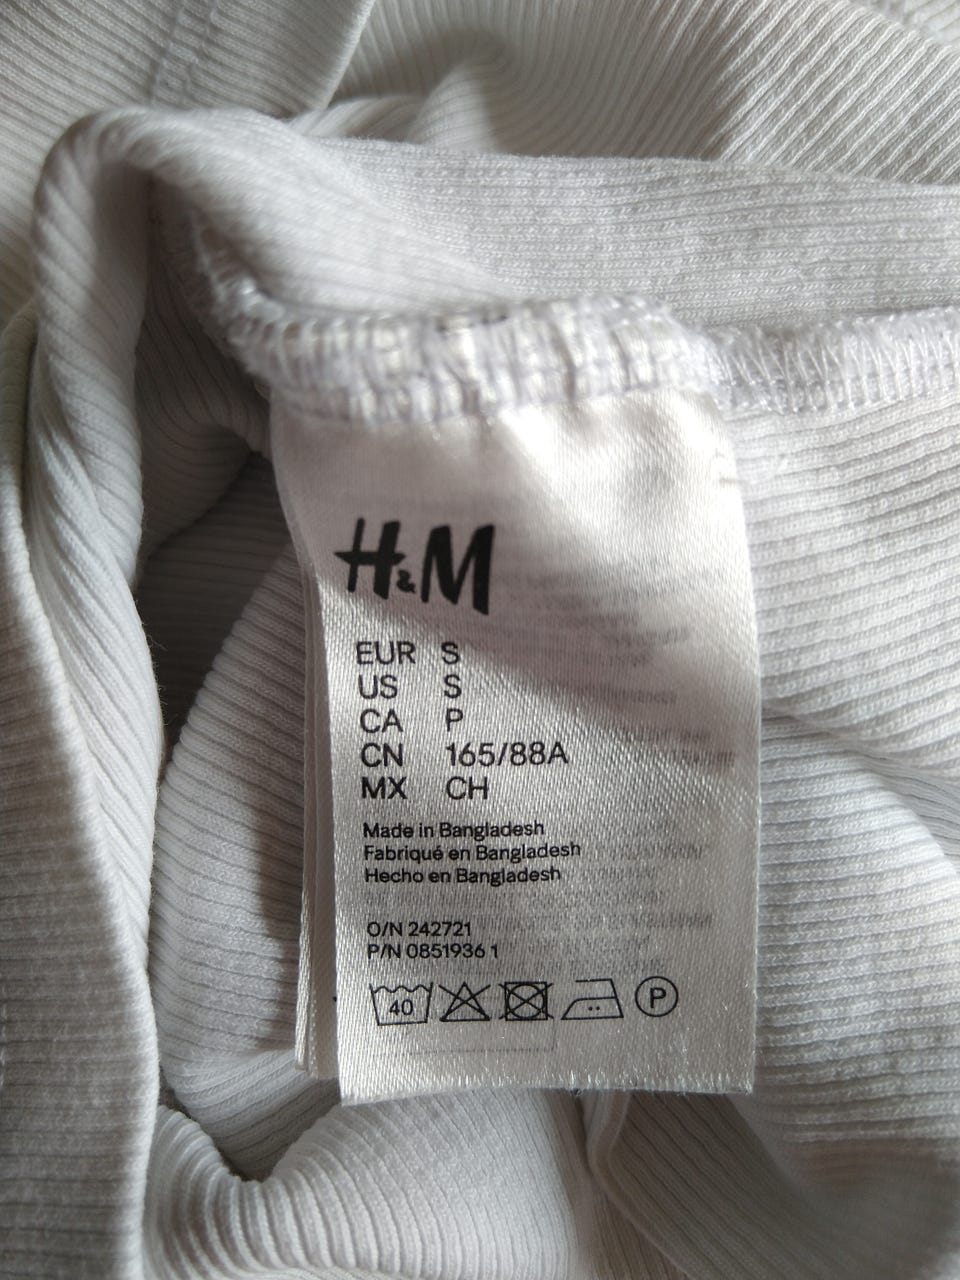 H&M
EUR S
US S
CA P
CN 165/88A
MX CH
Made in Bangladesh
Fabriqué en Bangladesh
Hecho en Bangladesh
O/N 242721
P/N 0851936 1
40
P